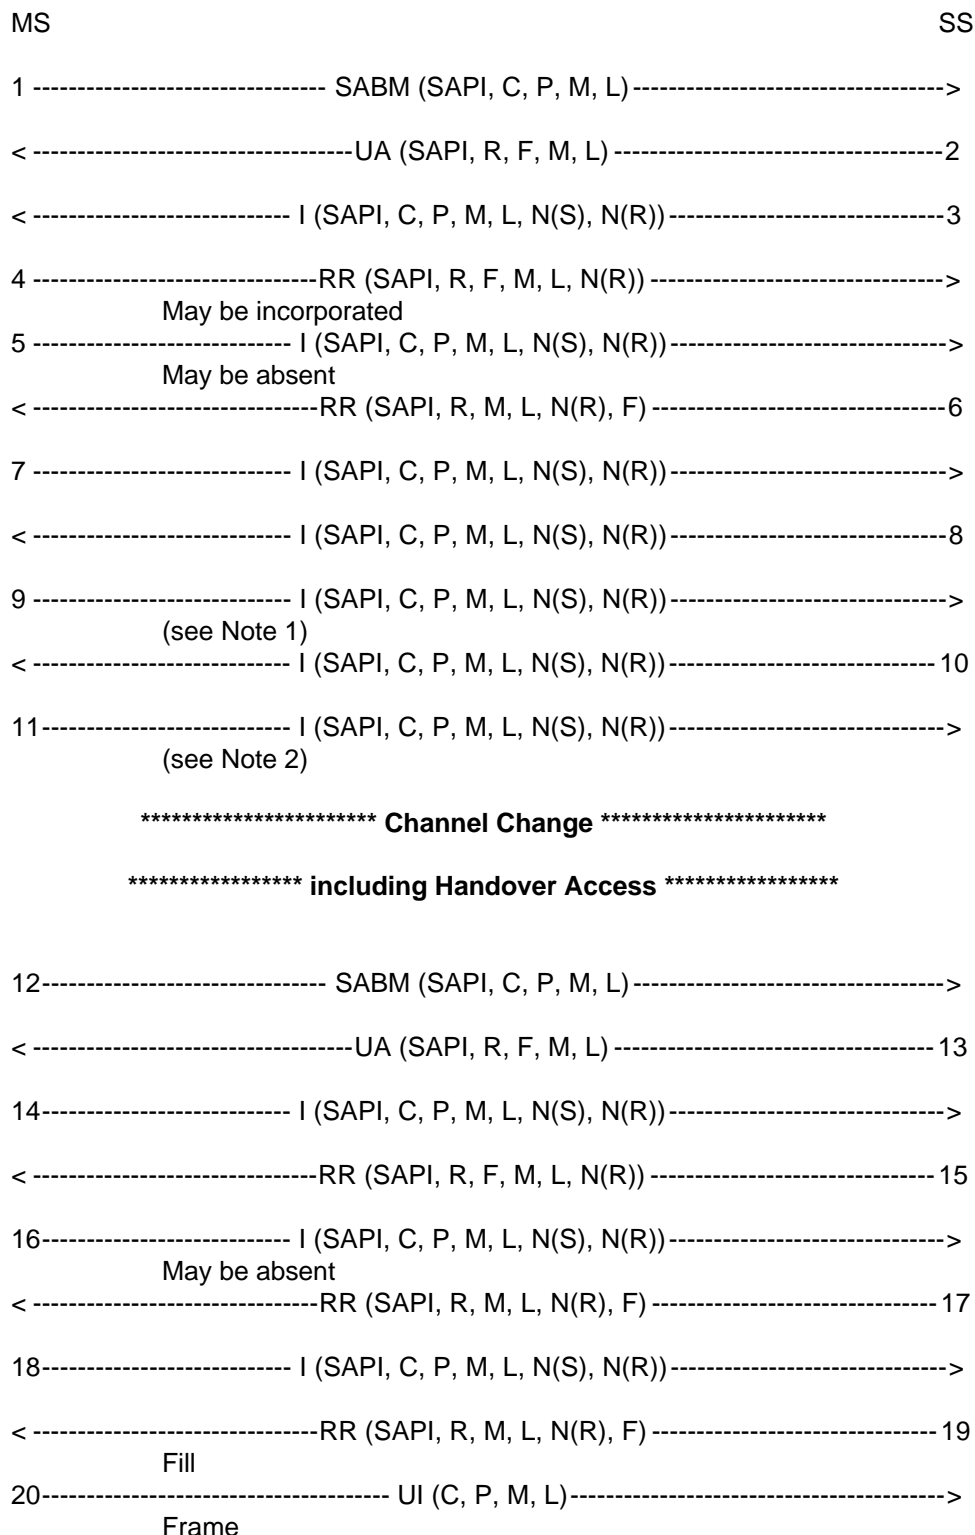 MS SS
1 --------------------------------- SABM (SAPI, C, P, M, L) ----------------------------------->
< ------------------------------------UA (SAPI, R, F, M, L) -------------------------------------2
< ----------------------------- I (SAPI, C, P, M, L, N(S), N(R))-------------------------------3
4 --------------------------------RR (SAPI, R, F, M, L, N(R)) --------------------------------->
May be incorporated
5 ----------------------------- I (SAPI, C, P, M, L, N(S), N(R))------------------------------->
May be absent
< --------------------------------RR (SAPI, R, M, L, N(R), F) ---------------------------------6
7 ----------------------------- I (SAPI, C, P, M, L, N(S), N(R))------------------------------->
< ----------------------------- I (SAPI, C, P, M, L, N(S), N(R))-------------------------------8
9 ----------------------------- I (SAPI, C, P, M, L, N(S), N(R))------------------------------->
(see Note 1)
< ----------------------------- I (SAPI, C, P, M, L, N(S), N(R))------------------------------ 10
11---------------------------- I (SAPI, C, P, M, L, N(S), N(R))------------------------------->
(see Note 2)
*********************** Channel Change **********************
***************** including Handover Access *****************
12-------------------------------- SABM (SAPI, C, P, M, L) ----------------------------------->
< ------------------------------------UA (SAPI, R, F, M, L) ------------------------------------ 13
14---------------------------- I (SAPI, C, P, M, L, N(S), N(R))------------------------------->
< --------------------------------RR (SAPI, R, F, M, L, N(R)) -------------------------------- 15
16---------------------------- I (SAPI, C, P, M, L, N(S), N(R))------------------------------->
May be absent
< --------------------------------RR (SAPI, R, M, L, N(R), F) -------------------------------- 17
18---------------------------- I (SAPI, C, P, M, L, N(S), N(R))------------------------------->
< --------------------------------RR (SAPI, R, M, L, N(R), F) -------------------------------- 19
Fill
20--------------------------------------- UI (C, P, M, L)------------------------------------------>
Frame